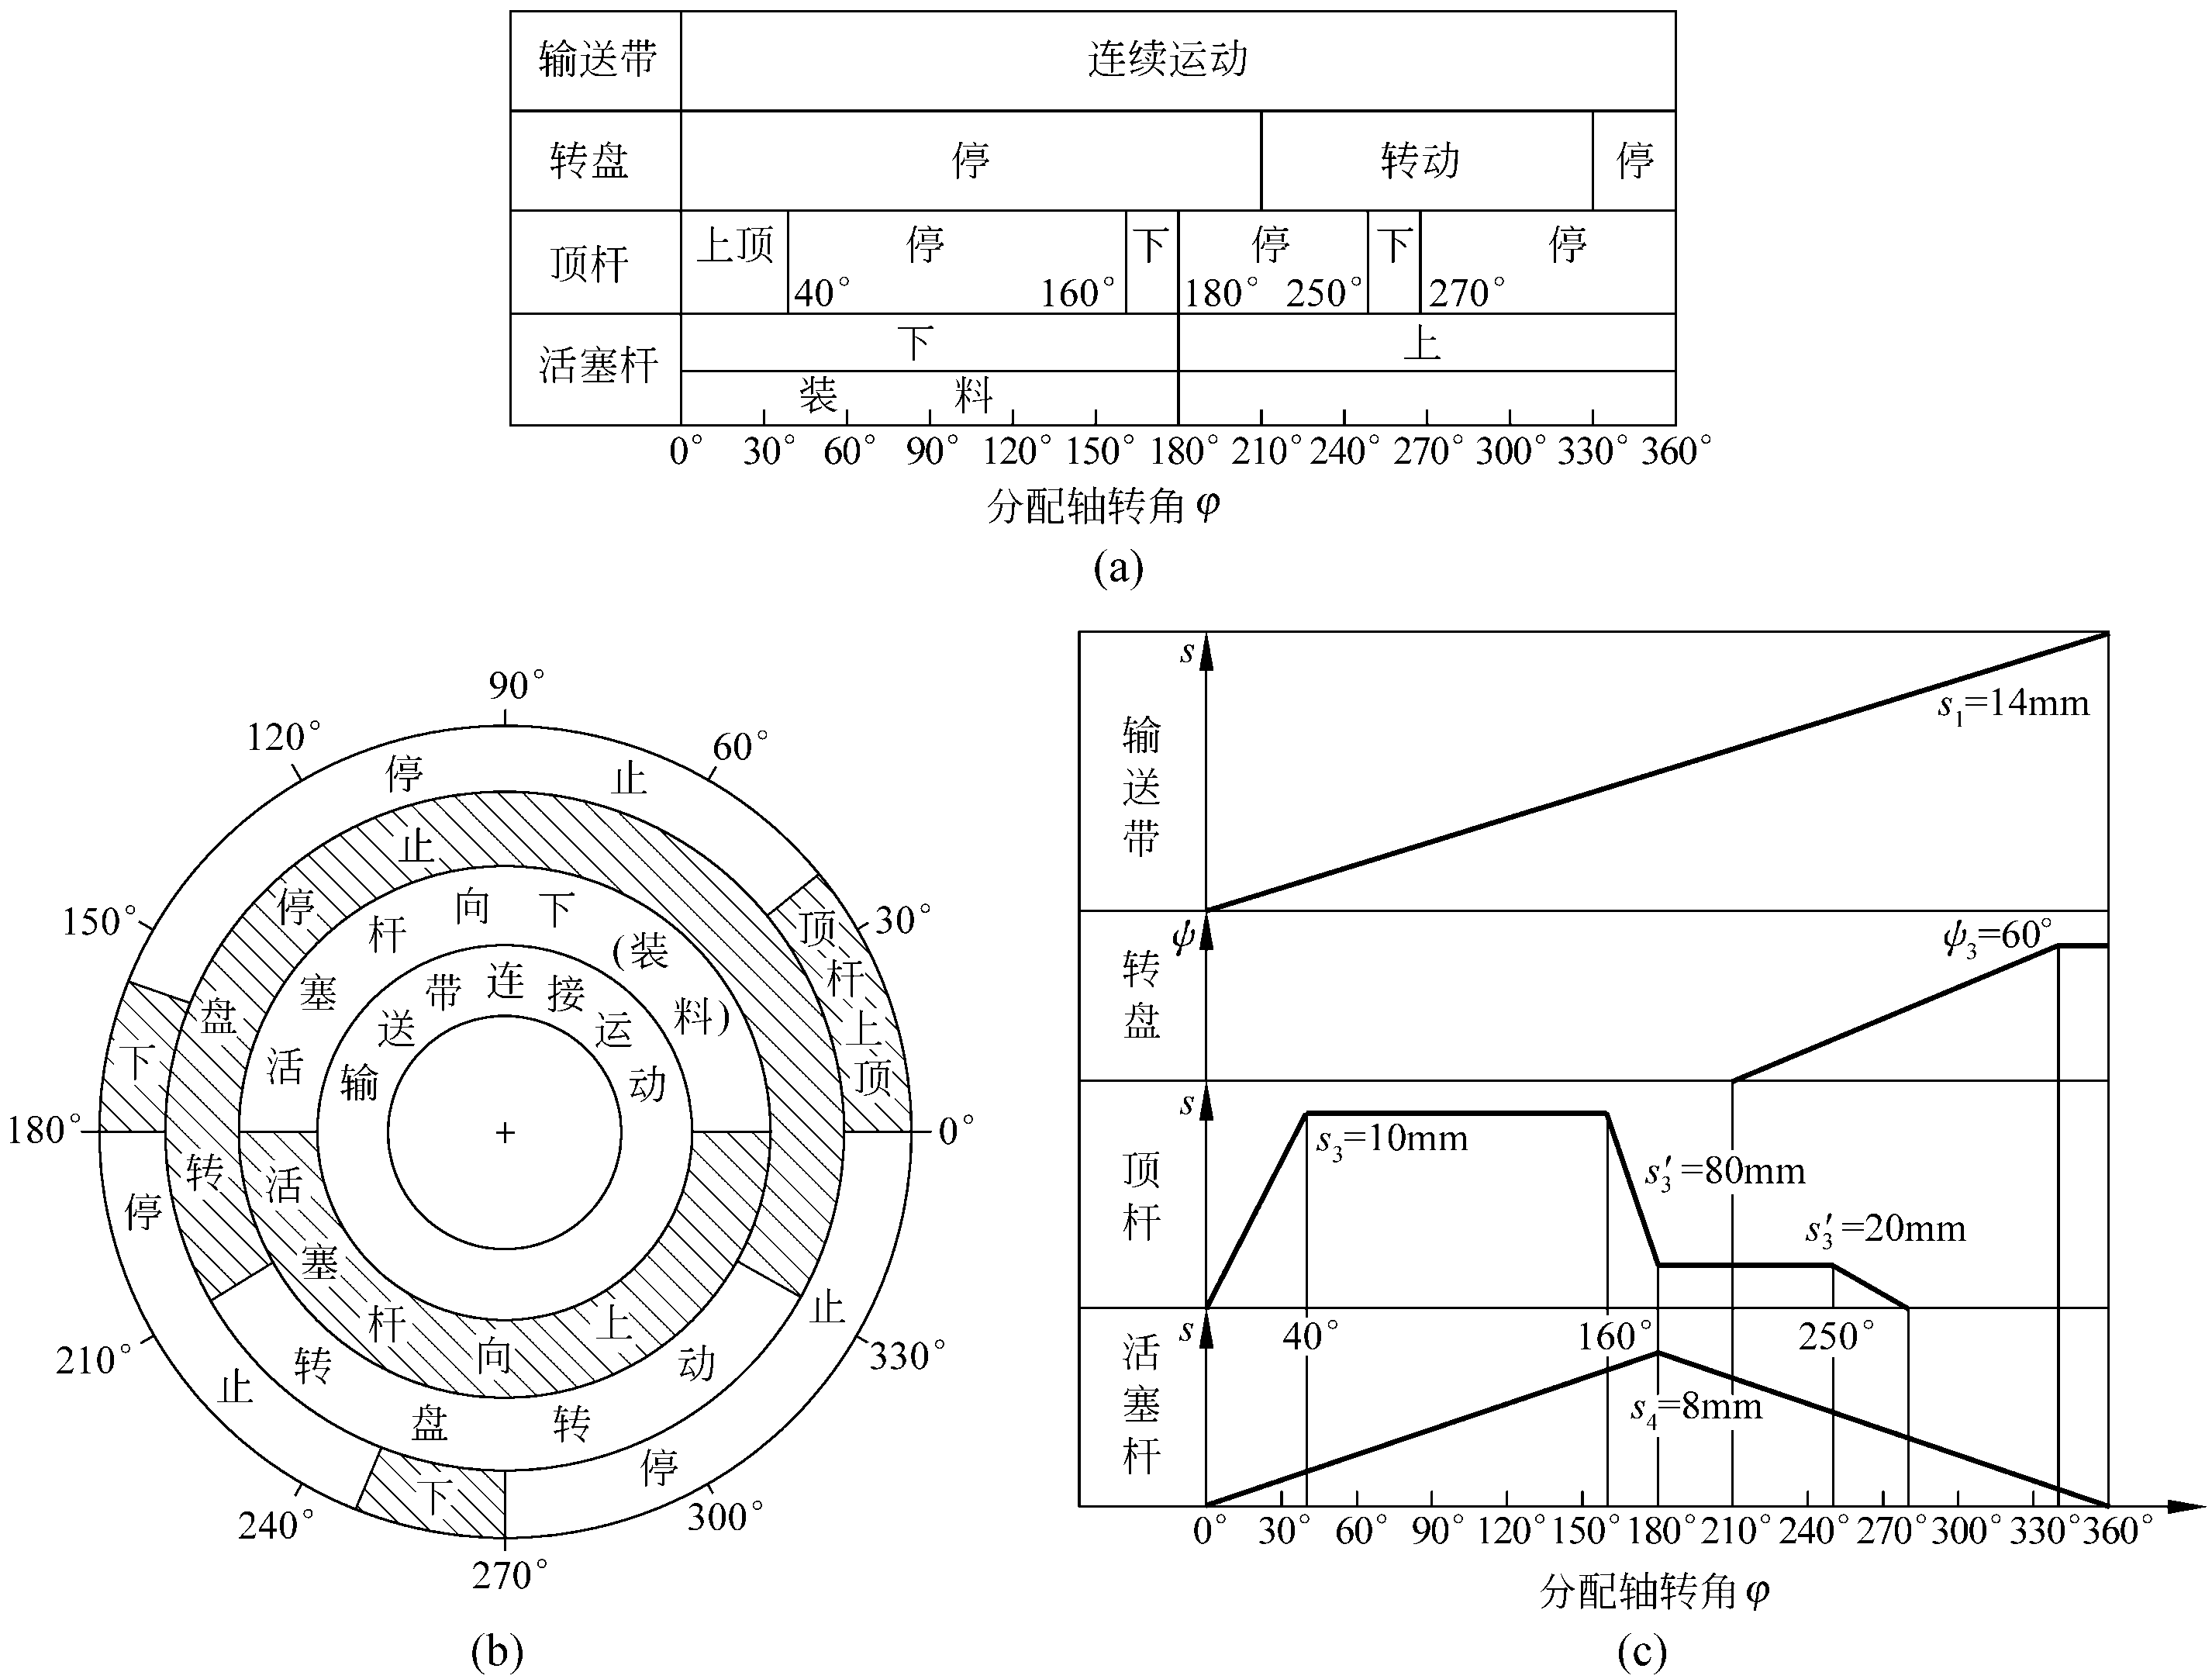 输送带 连续运动
转盘 停 转动 停
顶杆 上顶 40° 停 160° 下 180° 停 250° 下 270° 停
活塞杆 下 上
装 料
0° 30° 60° 90° 120° 150° 180° 210° 240° 270° 300° 330° 360°
分配轴转角φ
(a)
90°
120° 60°
150° 30°
180° 0°
210° 330°
240° 300°
270°
停 止
顶杆上顶
下
停 止
下
停 止
转盘停止
转盘转动
活塞杆向下(装料)
活塞杆向上
输送带连接运动
(b)
输送带
s
s₁=14mm
转盘
ψ
ψ₃=60°
顶杆
s
s₃=10mm
s₃′=80mm
s₃′=20mm
活塞杆
s
40° 160° 250°
s₄=8mm
0° 30° 60° 90° 120° 150° 180° 210° 240° 270° 300° 330° 360°
分配轴转角φ
(c)